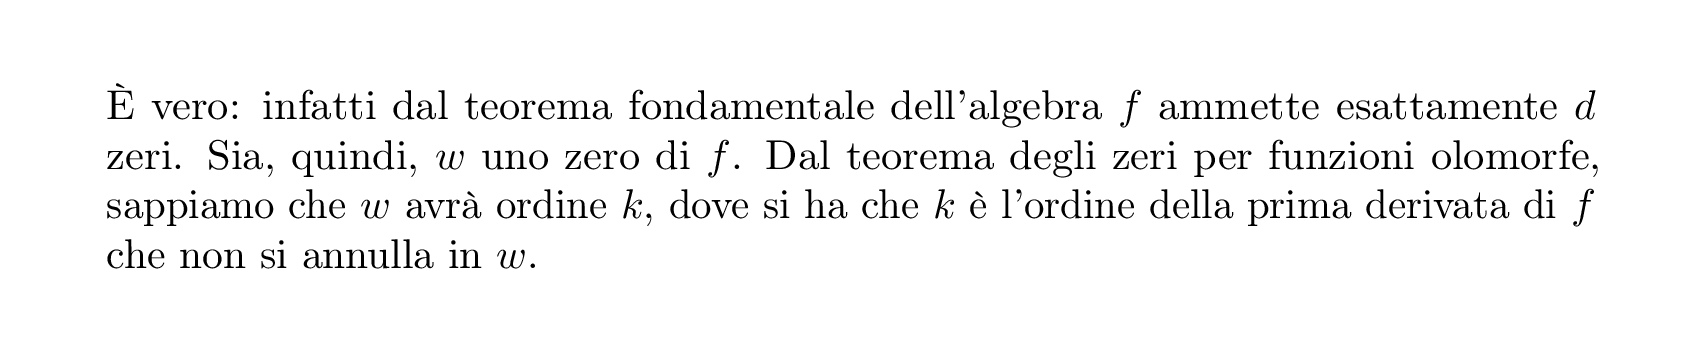 È vero: infatti dal teorema fondamentale dell'algebra f ammette esattamente d
zeri. Sia, quindi, w uno zero di f. Dal teorema degli zeri per funzioni olomorfe,
sappiamo che w avrà ordine k, dove si ha che k è l'ordine della prima derivata di f
che non si annulla in w.